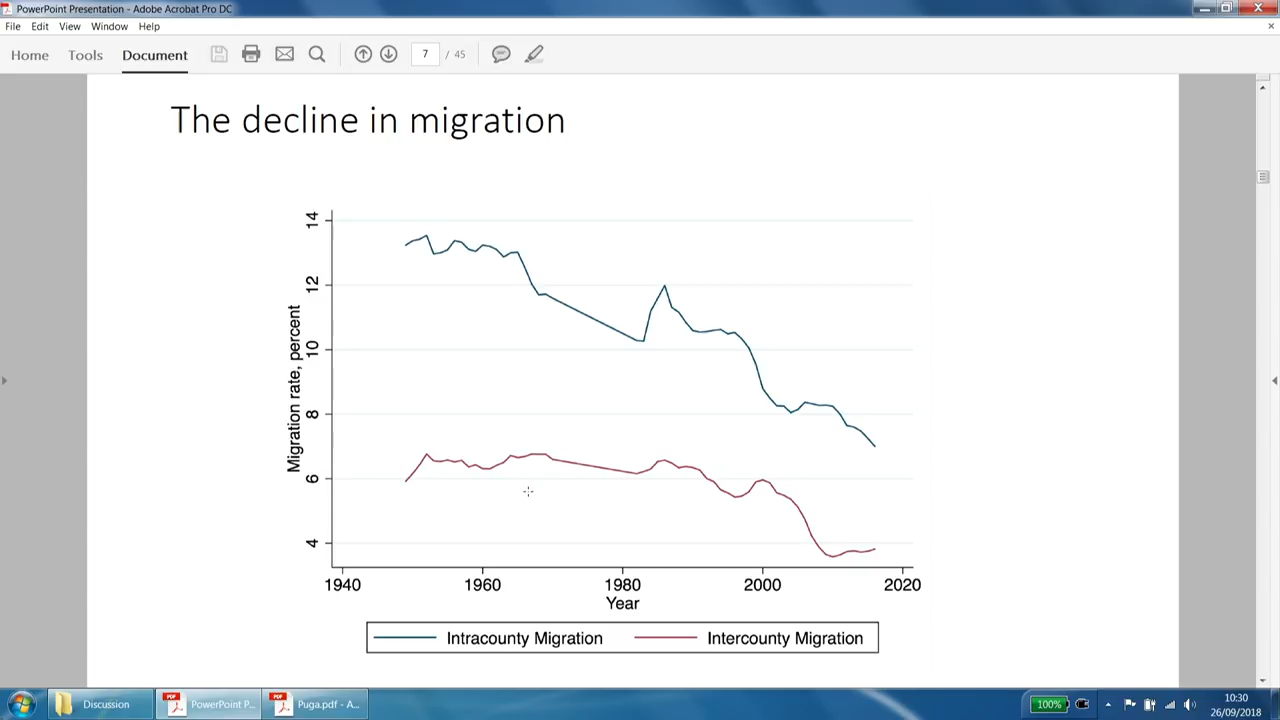 PowerPoint Presentation - Adobe Acrobat Pro DC
File Edit View Window Help
Home Tools Document 7 / 45
The decline in migration
Migration rate, percent
14
12
10
8
6
4
1940 1960 1980 2000 2020
Year
Intracounty Migration Intercounty Migration
Discussion PowerPoint P... Puga.pdf - A... 100% 10:30
26/09/2018